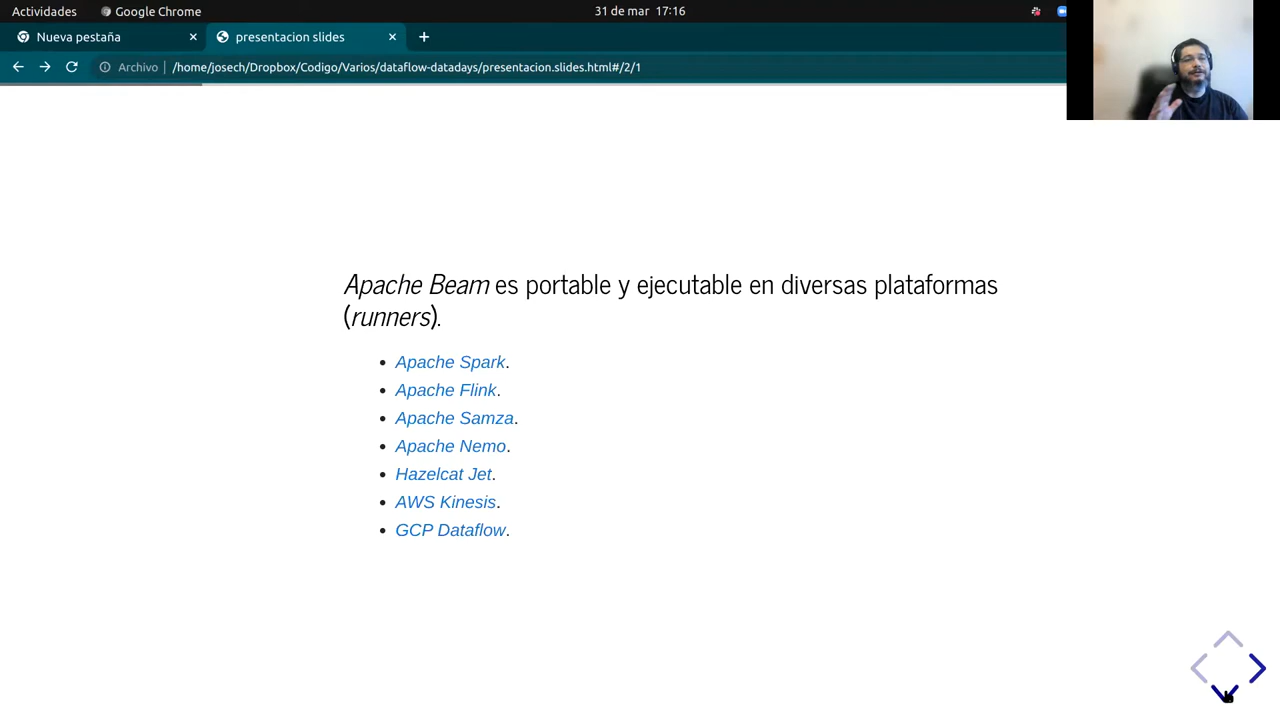 Actividades Google Chrome 31 de mar 17:16
Nueva pestaña × presentacion slides × +
Archivo | /home/josech/Dropbox/Codigo/Varios/dataflow-datadays/presentacion.slides.html#/2/1
Apache Beam es portable y ejecutable en diversas plataformas
(runners).
• Apache Spark.
• Apache Flink.
• Apache Samza.
• Apache Nemo.
• Hazelcat Jet.
• AWS Kinesis.
• GCP Dataflow.